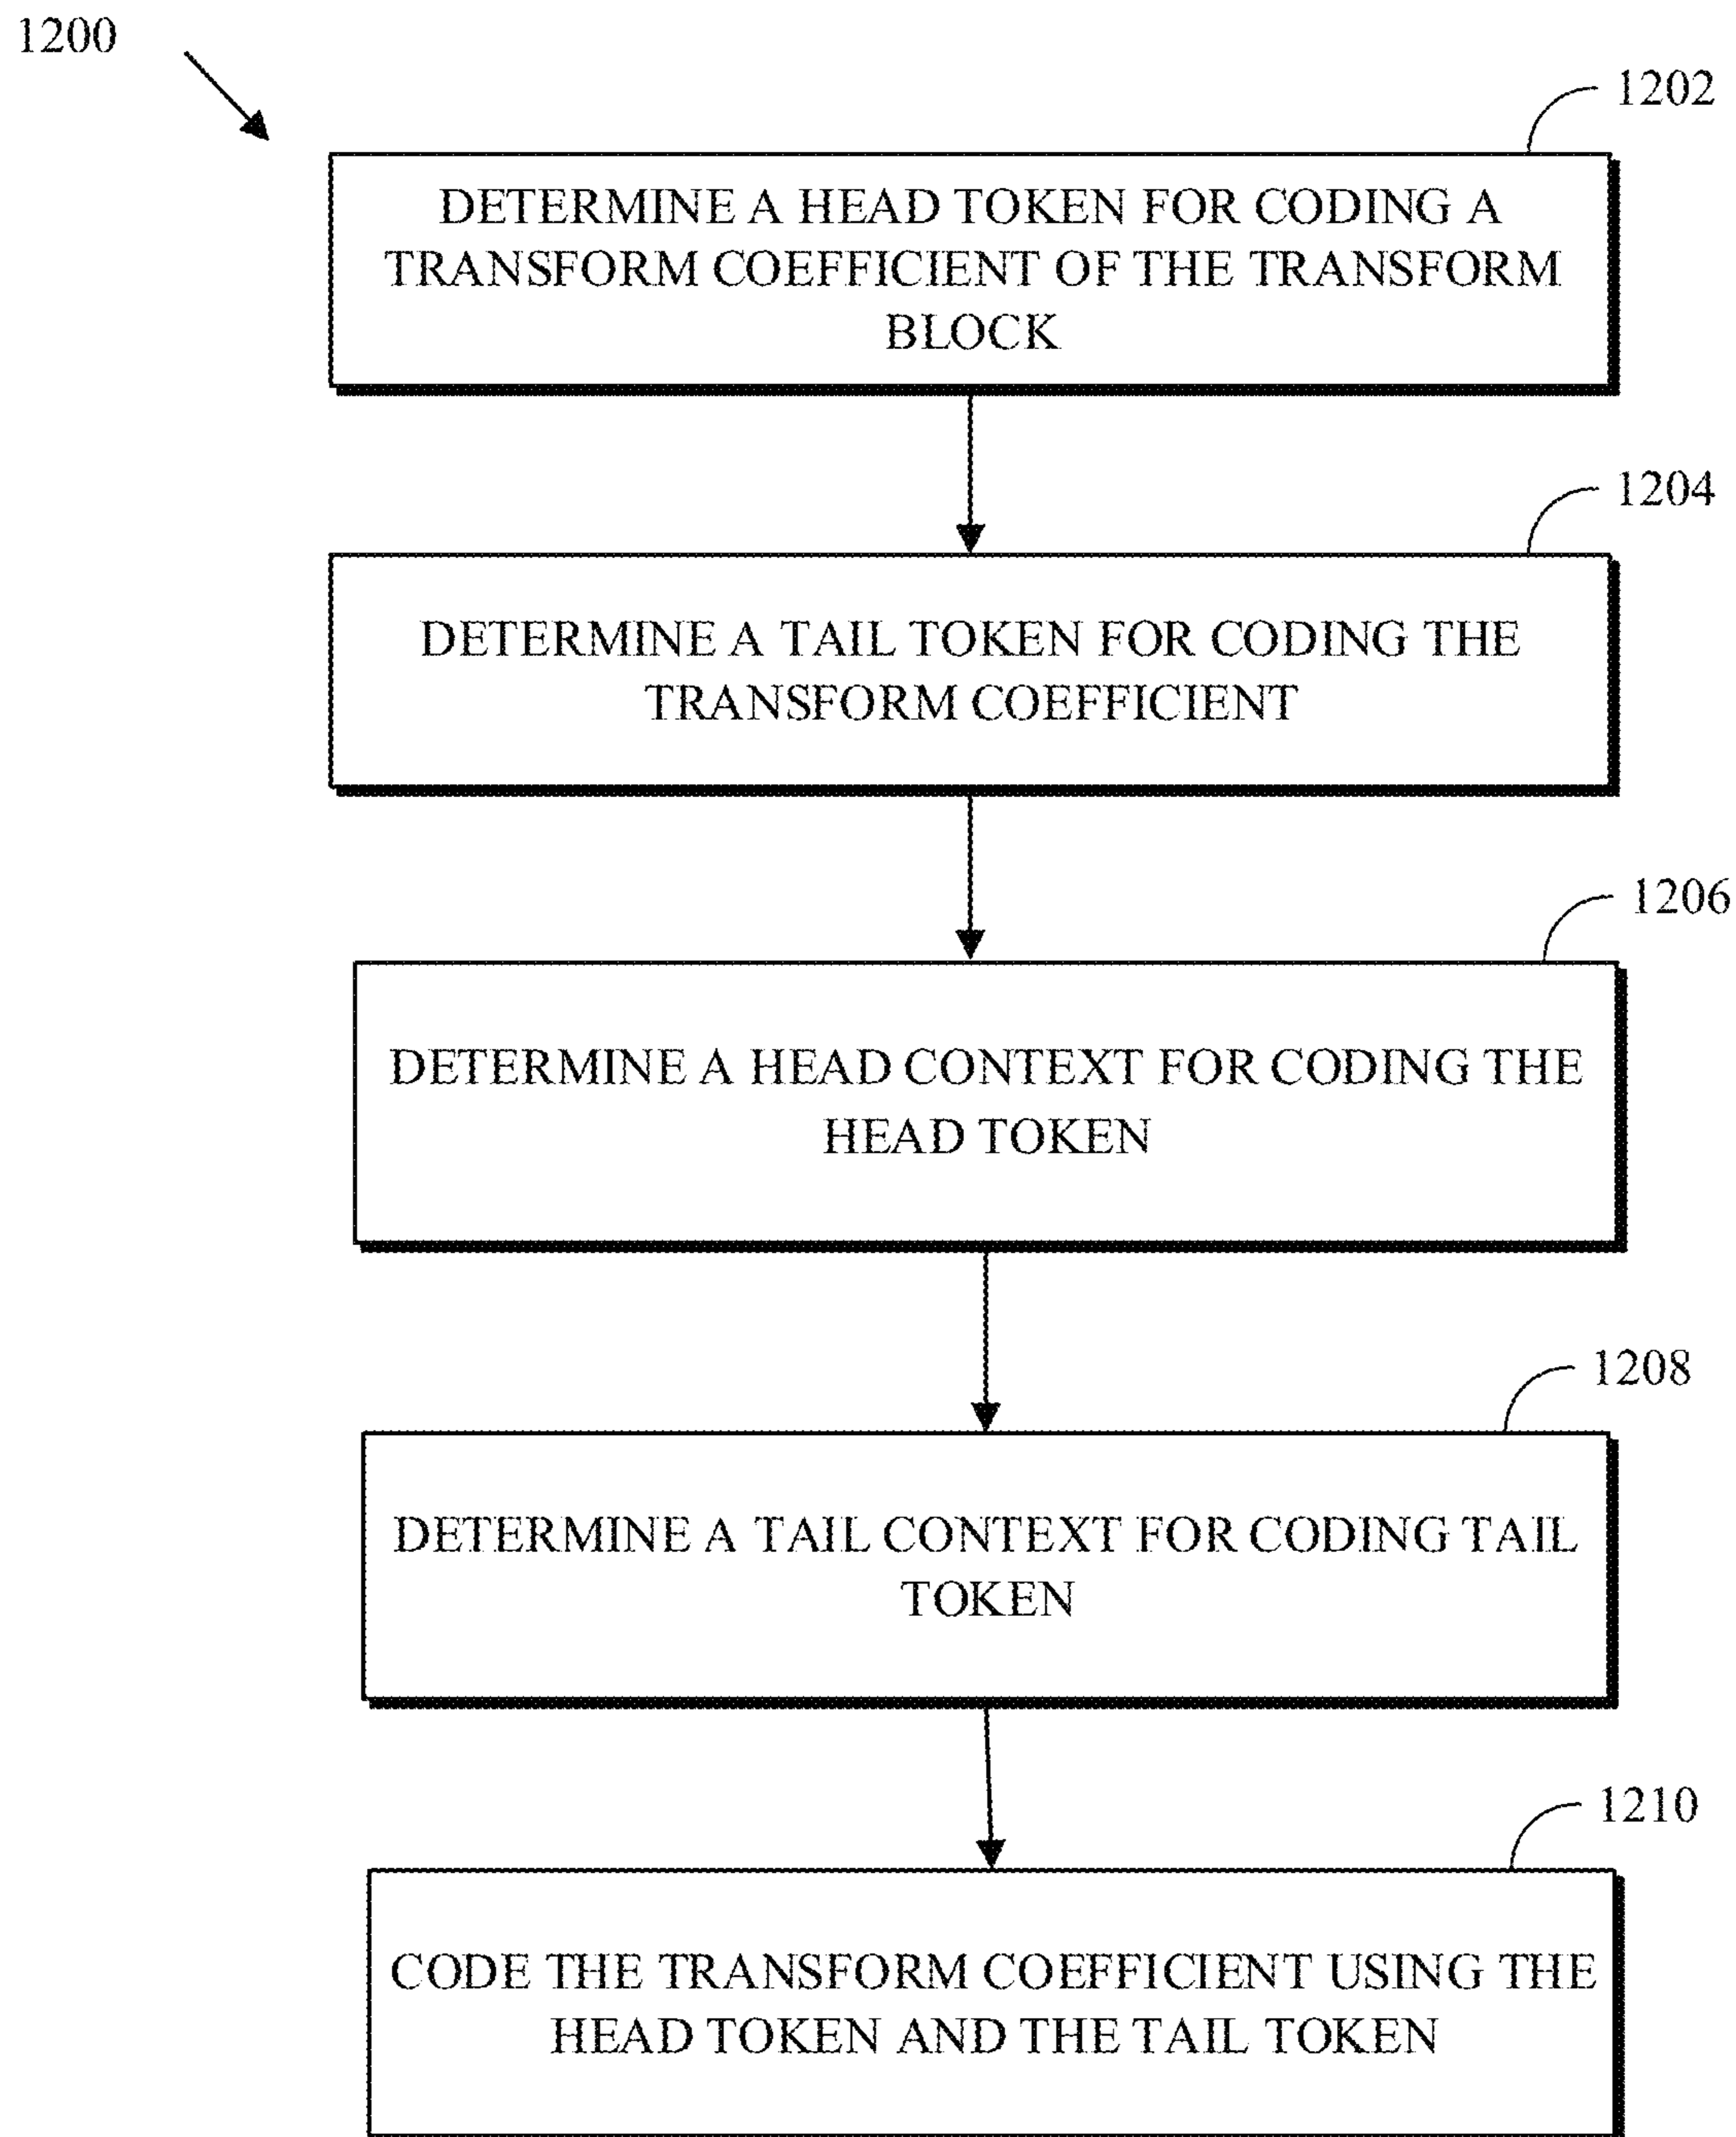 1200
1202
DETERMINE A HEAD TOKEN FOR CODING A
TRANSFORM COEFFICIENT OF THE TRANSFORM
BLOCK
1204
DETERMINE A TAIL TOKEN FOR CODING THE
TRANSFORM COEFFICIENT
1206
DETERMINE A HEAD CONTEXT FOR CODING THE
HEAD TOKEN
1208
DETERMINE A TAIL CONTEXT FOR CODING TAIL
TOKEN
1210
CODE THE TRANSFORM COEFFICIENT USING THE
HEAD TOKEN AND THE TAIL TOKEN